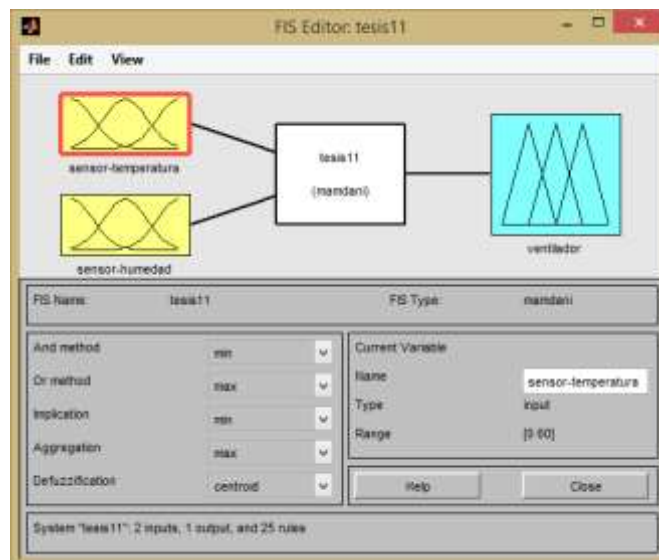 FIS Editor: tesis11
File Edit View
sensor-temperatura
tesis11
(mamdani)
sensor-humedad
ventilador
FIS Name: tesis11 FIS Type: mamdani
And method min
Or method max
Implication min
Aggregation max
Defuzzification centroid
Current Variable
Name sensor-temperatura
Type input
Range [0 60]
Help Close
System "tesis11": 2 inputs, 1 output, and 25 rules